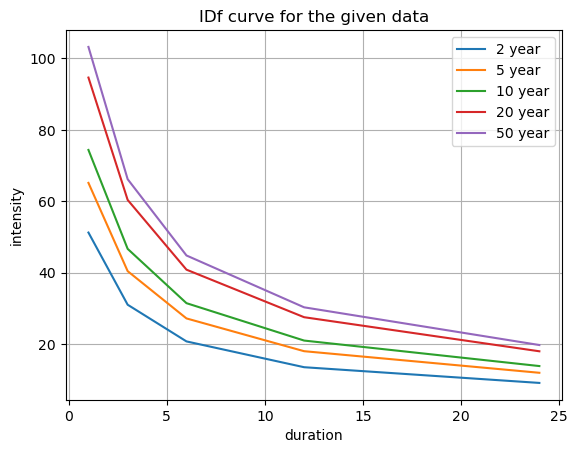 IDf curve for the given data
intensity
100
80
60
40
20
2 year
5 year
10 year
20 year
50 year
0
5
10
15
20
25
duration